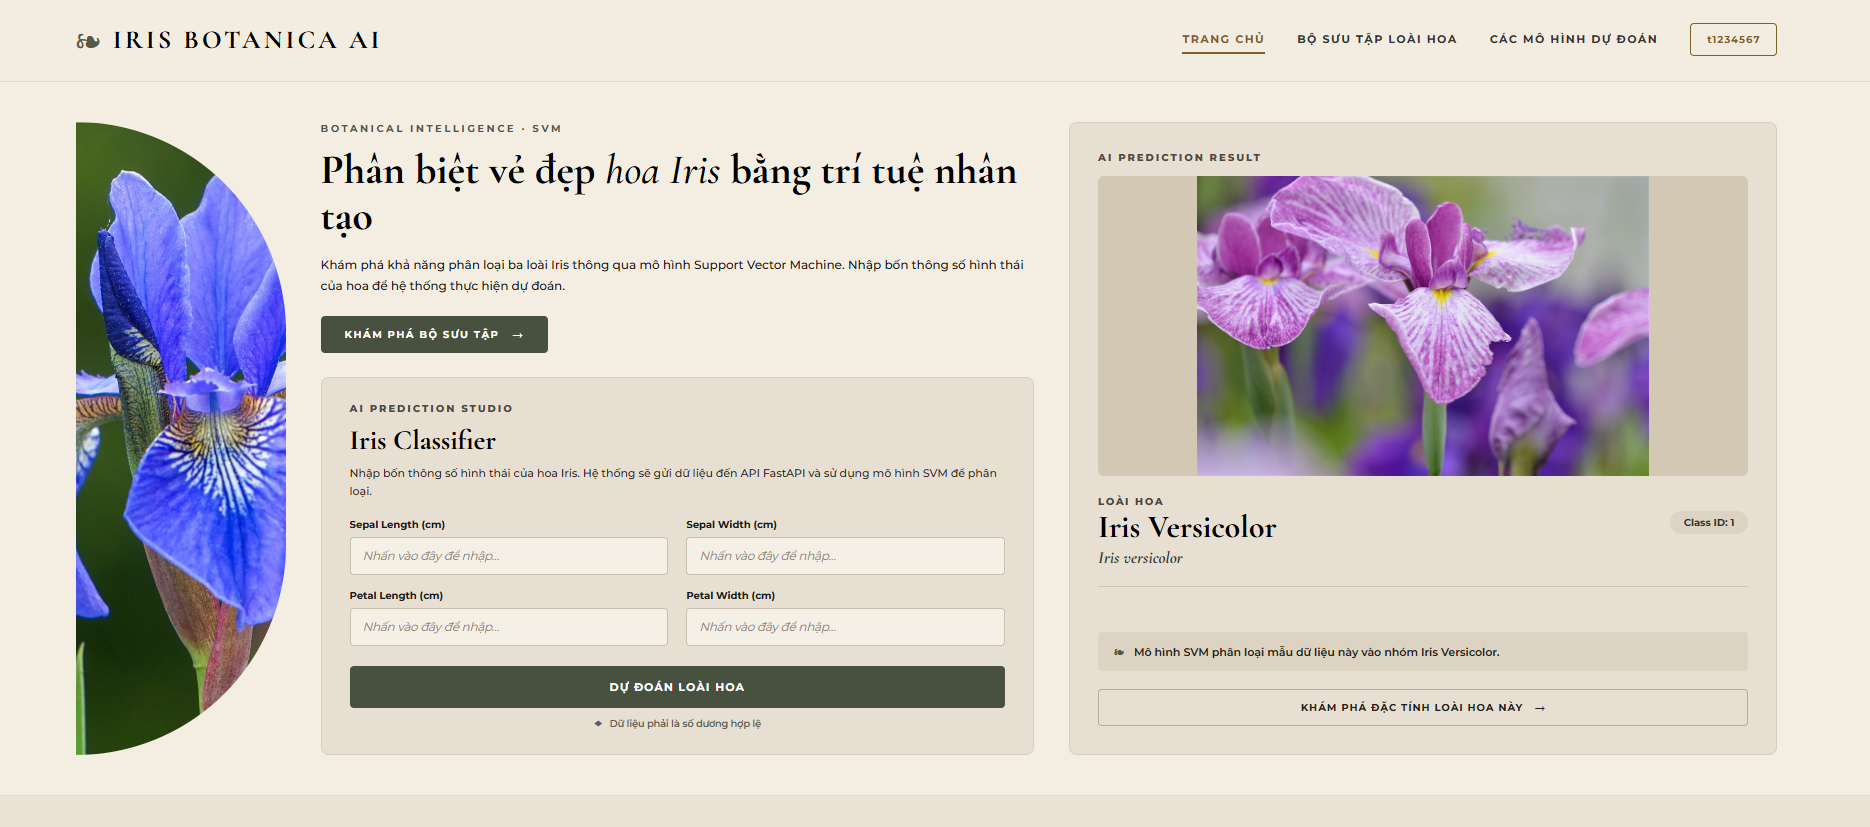 ❧ IRIS BOTANICA AI
TRANG CHỦ
BỘ SƯU TẬP LOÀI HOA
CÁC MÔ HÌNH DỰ ĐOÁN
t1234567
BOTANICAL INTELLIGENCE · SVM
Phân biệt vẻ đẹp hoa Iris bằng trí tuệ nhân
tạo
Khám phá khả năng phân loại ba loài Iris thông qua mô hình Support Vector Machine. Nhập bốn thông số hình thái
của hoa để hệ thống thực hiện dự đoán.
KHÁM PHÁ BỘ SƯU TẬP →
AI PREDICTION STUDIO
Iris Classifier
Nhập bốn thông số hình thái của hoa Iris. Hệ thống sẽ gửi dữ liệu đến API FastAPI và sử dụng mô hình SVM để phân
loại.
Sepal Length (cm)
Nhấn vào đây để nhập...
Sepal Width (cm)
Nhấn vào đây để nhập...
Petal Length (cm)
Nhấn vào đây để nhập...
Petal Width (cm)
Nhấn vào đây để nhập...
DỰ ĐOÁN LOÀI HOA
◆ Dữ liệu phải là số dương hợp lệ
AI PREDICTION RESULT
LOÀI HOA
Iris Versicolor
Class ID: 1
Iris versicolor
❧ Mô hình SVM phân loại mẫu dữ liệu này vào nhóm Iris Versicolor.
KHÁM PHÁ ĐẶC TÍNH LOÀI HOA NÀY →